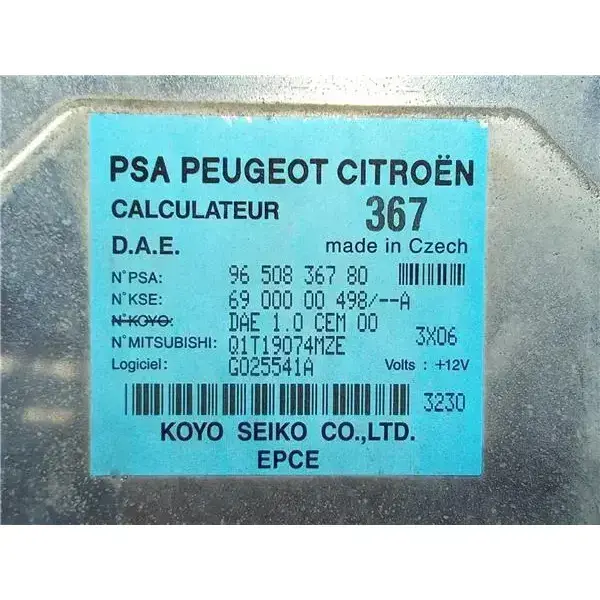 PSA PEUGEOT CITROËN
CALCULATEUR 367
D.A.E. made in Czech
N°PSA: 96 508 367 80
N°KSE: 69 000 00 498/--A
N°KOYO: DAE 1.0 CEM 00
N°MITSUBISHI: Q1T19074MZE 3X06
Logiciel: G025541A Volts : +12V
3230
KOYO SEIKO CO.,LTD.
EPCE